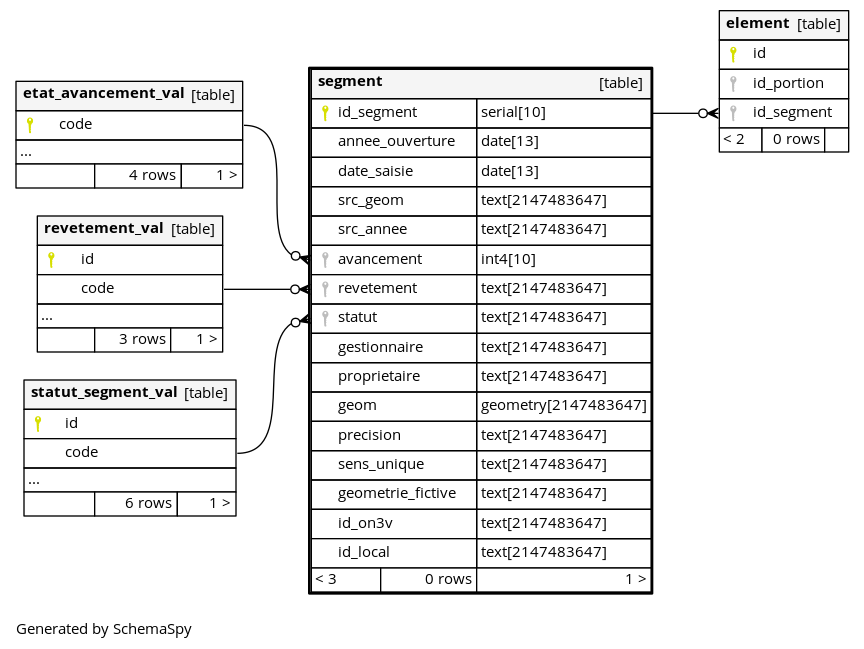 etat_avancement_val [table]
code
...
4 rows 1 >
revetement_val [table]
id
code
...
3 rows 1 >
statut_segment_val [table]
id
code
...
6 rows 1 >
segment [table]
id_segment serial[10]
annee_ouverture date[13]
date_saisie date[13]
src_geom text[2147483647]
src_annee text[2147483647]
avancement int4[10]
revetement text[2147483647]
statut text[2147483647]
gestionnaire text[2147483647]
proprietaire text[2147483647]
geom geometry[2147483647]
precision text[2147483647]
sens_unique text[2147483647]
geometrie_fictive text[2147483647]
id_on3v text[2147483647]
id_local text[2147483647]
< 3 0 rows 1 >
element [table]
id
id_portion
id_segment
< 2 0 rows
Generated by SchemaSpy